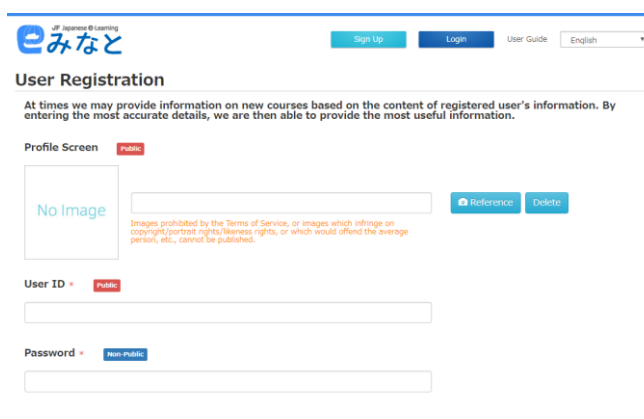 JF Japanese e-Learning
みなと
Sign Up
Login
User Guide
English
User Registration
At times we may provide information on new courses based on the content of registered user's information. By
entering the most accurate details, we are then able to provide the most useful information.
Profile Screen
Public
No Image
Images prohibited by the Terms of Service, or images which infringe on
copyright/portrait rights/likeness rights, or which would offend the average
person, etc., cannot be published.
Reference
Delete
User ID *
Public
Password *
Non-Public